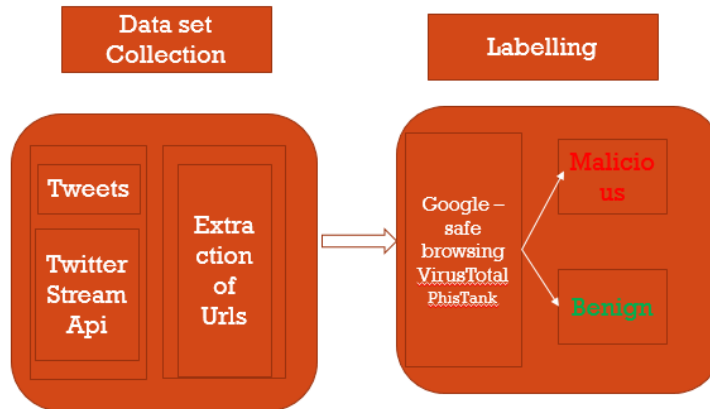 Data set
Collection
Labelling
Tweets
Twitter
Stream
Api
Extra
ction
of
Urls
Google –
safe
browsing
VirusTotal
PhisTank
Malicio
us
Benign